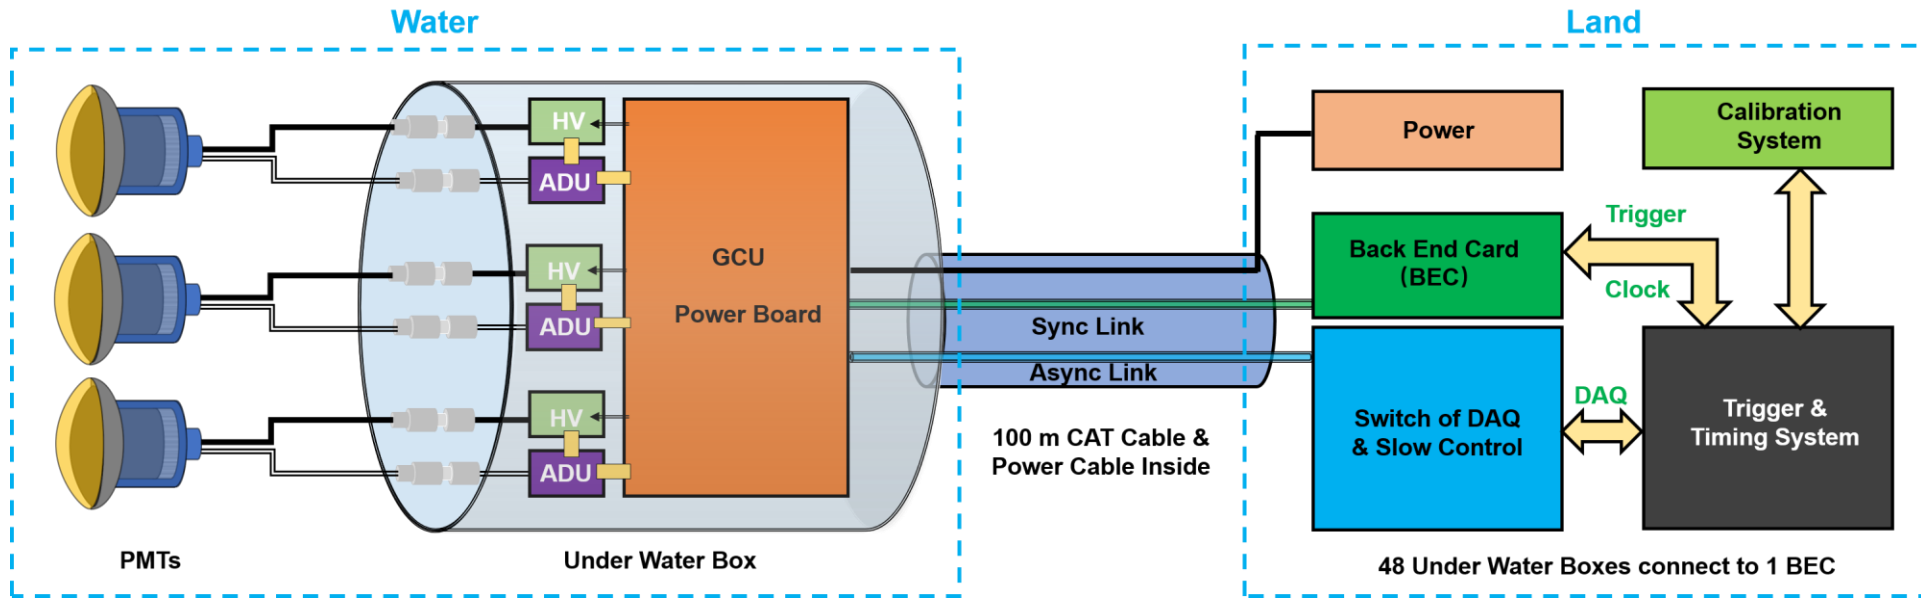 Water
Land
HV
ADU
HV
ADU
HV
ADU
GCU
Power Board
PMTs
Under Water Box
Sync Link
Async Link
100 m CAT Cable &
Power Cable Inside
Power
Calibration
System
Back End Card
(BEC)
Trigger
Clock
Switch of DAQ
& Slow Control
DAQ
Trigger &
Timing System
48 Under Water Boxes connect to 1 BEC